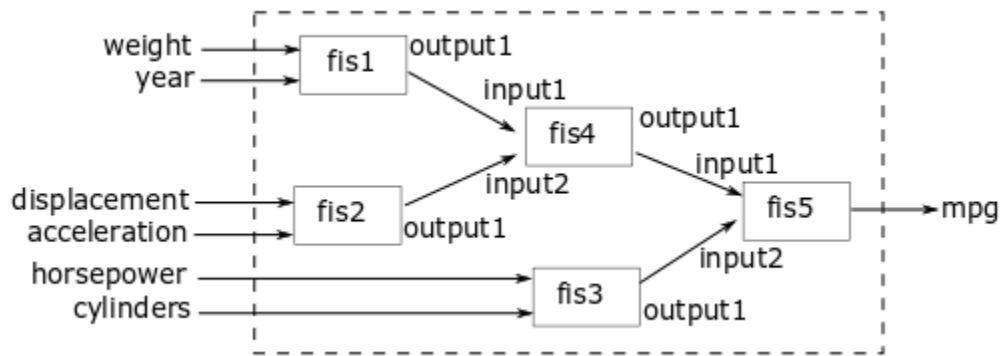 weight
year
fis1
output1
input1
fis4
output1
input1
displacement
acceleration
fis2
input2
output1
fis5
mpg
horsepower
cylinders
fis3
input2
output1